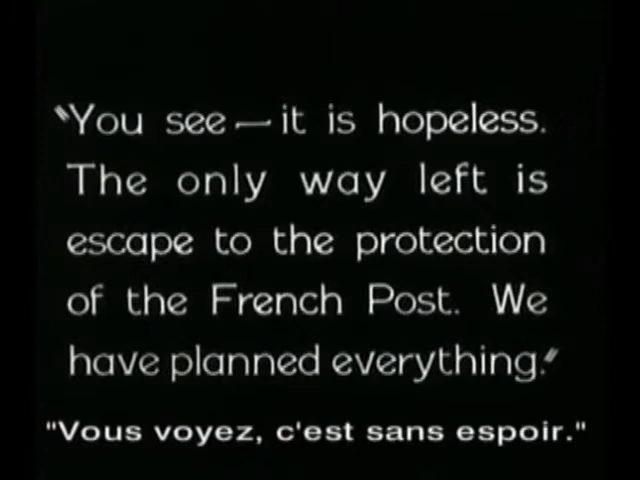 "You see — it is hopeless.
The only way left is
escape to the protection
of the French Post. We
have planned everything."
"Vous voyez, c'est sans espoir."